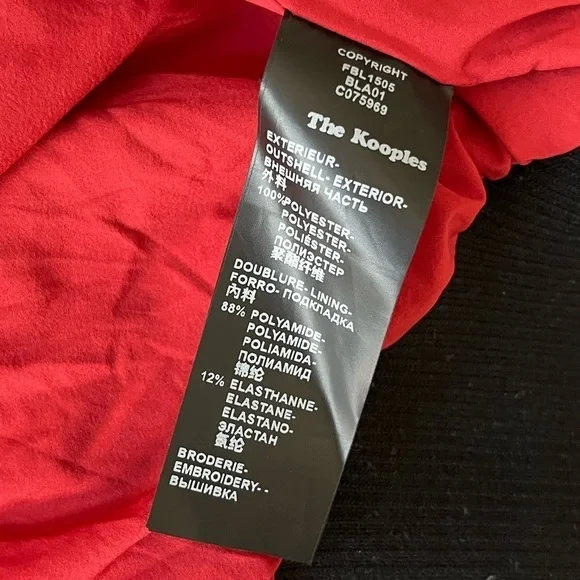 COPYRIGHT
FBL1505
BLA01
C075969
The Kooples
EXTERIEUR-
OUTSHELL- EXTERIOR-
ВНЕШНЯЯ ЧАСТЬ
外料
100%POLYESTER-
POLYESTER-
POLIÉSTER-
ПОЛИЭСТЕР
聚酯纤维
DOUBLURE- LINING-
FORRO- ПОДКЛАДКА
內料
88% POLYAMIDE-
POLYAMIDE-
POLIAMIDA-
ПОЛИАМИД
锦纶
12% ELASTHANNE-
ELASTANE-
ELASTANO-
ЭЛАСТАН
氨纶
BRODERIE-
EMBROIDERY- -
ВЫШИВКА